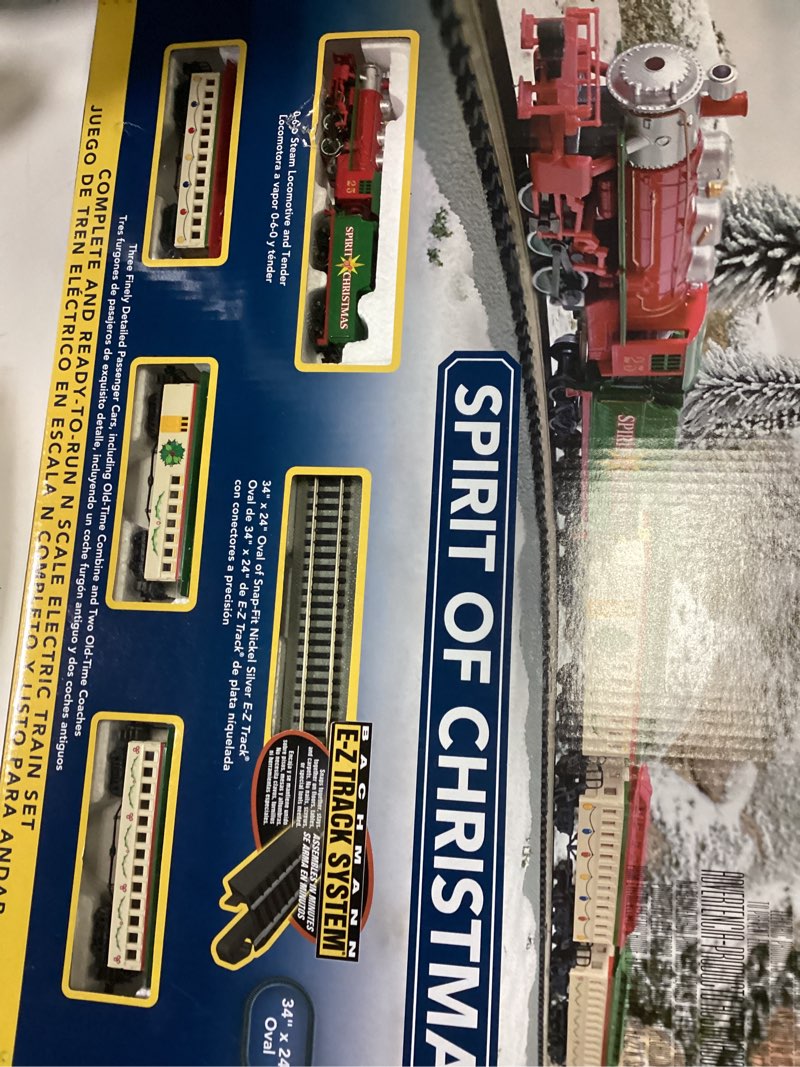 SPIRIT OF CHRISTMA
25
SPIRI
25
SPIRIT
CHRISTMAS
0-6-0 Steam Locomotive and Tender
Locomotora a vapor 0-6-0 y ténder
34" x 24" Oval of Snap-Fit Nickel Silver E-Z Track®
Oval de 34" x 24" de E-Z Track® de plata niquelada
con conectores a precisión
BACHMANN
E-Z TRACK SYSTEM
ASSEMBLES IN MINUTES
SE ARMA EN MINUTOS
34" x 24
Oval
Three Finely Detailed Passenger Cars, including Old-Time Combine and Two Old-Time Coaches
Tres furgones de pasajeros de exquisito detalle, incluyendo un coche furgón antiguo y dos coches antiguos
COMPLETE AND READY-TO-RUN N SCALE ELECTRIC TRAIN SET
JUEGO DE TREN ELÉCTRICO EN ESCALA N COMPLETO Y LISTO PARA ANDAR